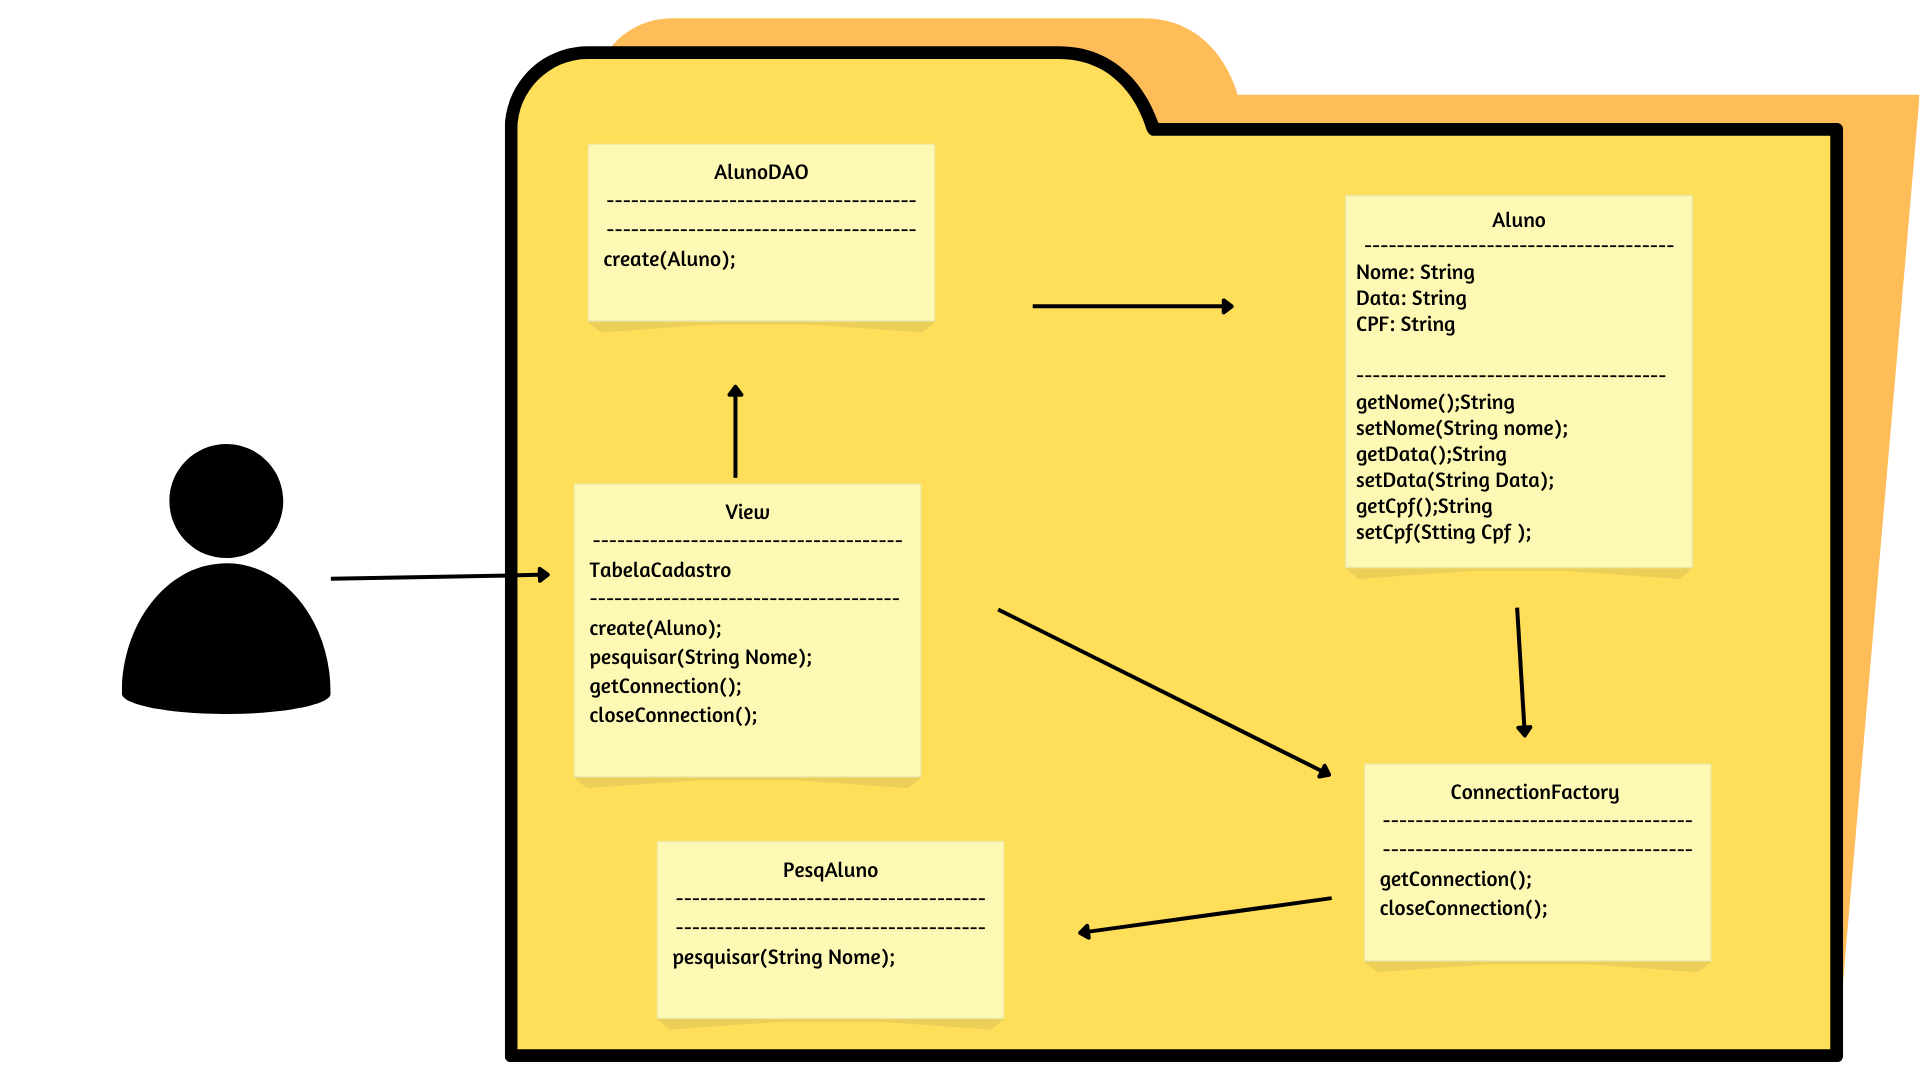 AlunoDAO
--------------------------------------
--------------------------------------
create(Aluno);
Aluno
--------------------------------------
Nome: String
Data: String
CPF: String
--------------------------------------
getNome();String
setNome(String nome);
getData();String
setData(String Data);
getCpf();String
setCpf(Stting Cpf );
View
--------------------------------------
TabelaCadastro
--------------------------------------
create(Aluno);
pesquisar(String Nome);
getConnection();
closeConnection();
ConnectionFactory
--------------------------------------
--------------------------------------
getConnection();
closeConnection();
PesqAluno
--------------------------------------
--------------------------------------
pesquisar(String Nome);